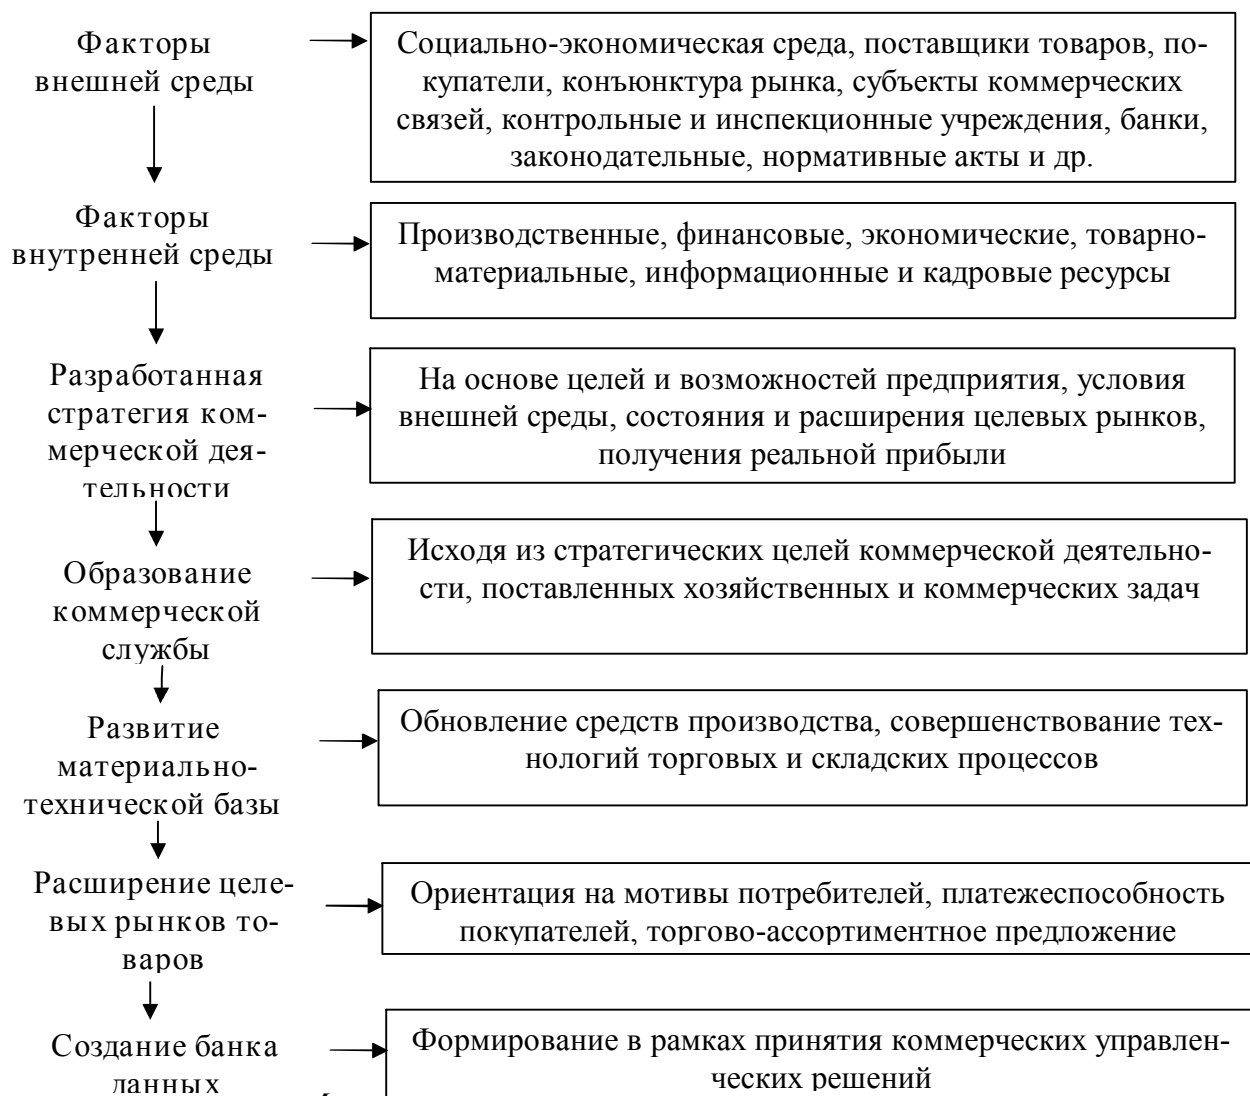 Факторы
внешней среды
Социально-экономическая среда, поставщики товаров, по-
купатели, конъюнктура рынка, субъекты коммерческих
связей, контрольные и инспекционные учреждения, банки,
законодательные, нормативные акты и др.
Факторы
внутренней среды
Производственные, финансовые, экономические, товарно-
материальные, информационные и кадровые ресурсы
Разработанная
стратегия ком-
мерческой дея-
тельности
На основе целей и возможностей предприятия, условия
внешней среды, состояния и расширения целевых рынков,
получения реальной прибыли
Образование
коммерческой
службы
Исходя из стратегических целей коммерческой деятельно-
сти, поставленных хозяйственных и коммерческих задач
Развитие
материально-
технической базы
Обновление средств производства, совершенствование тех-
нологий торговых и складских процессов
Расширение целе-
вых рынков то-
варов
Ориентация на мотивы потребителей, платежеспособность
покупателей, торгово-ассортиментное предложение
Создание банка
данных
Формирование в рамках принятия коммерческих управлен-
ческих решений